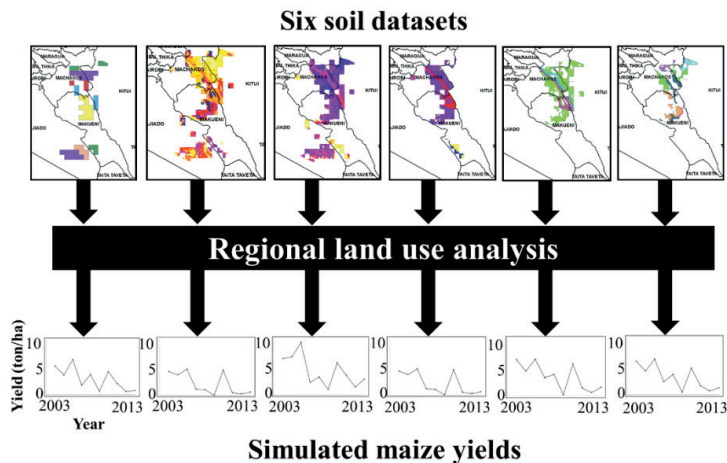 Six soil datasets
MARAGUA
THIKA
MACHAKOS
KITUI
MAKUENI
TAITA TAVETA
MARAGUA
THIKA
MACHAKOS
KITUI
MAKUENI
TAITA TAVETA
MARAGUA
THIKA
MACHAKOS
KITUI
MAKUENI
TAITA TAVETA
MARAGUA
THIKA
MACHAKOS
KITUI
MAKUENI
TAITA TAVETA
MARAGUA
THIKA
MACHAKOS
KITUI
MAKUENI
TAITA TAVETA
MARAGUA
THIKA
MACHAKOS
KITUI
MAKUENI
TAITA TAVETA
Regional land use analysis
Yield (ton/ha)
10 10 10 10 10 10
5 5 5 5 5 5
0 0 0 0 0 0
2003 2013 2003 2013 2003 2013 2003 2013 2003 2013 2003 2013
Year
Simulated maize yields